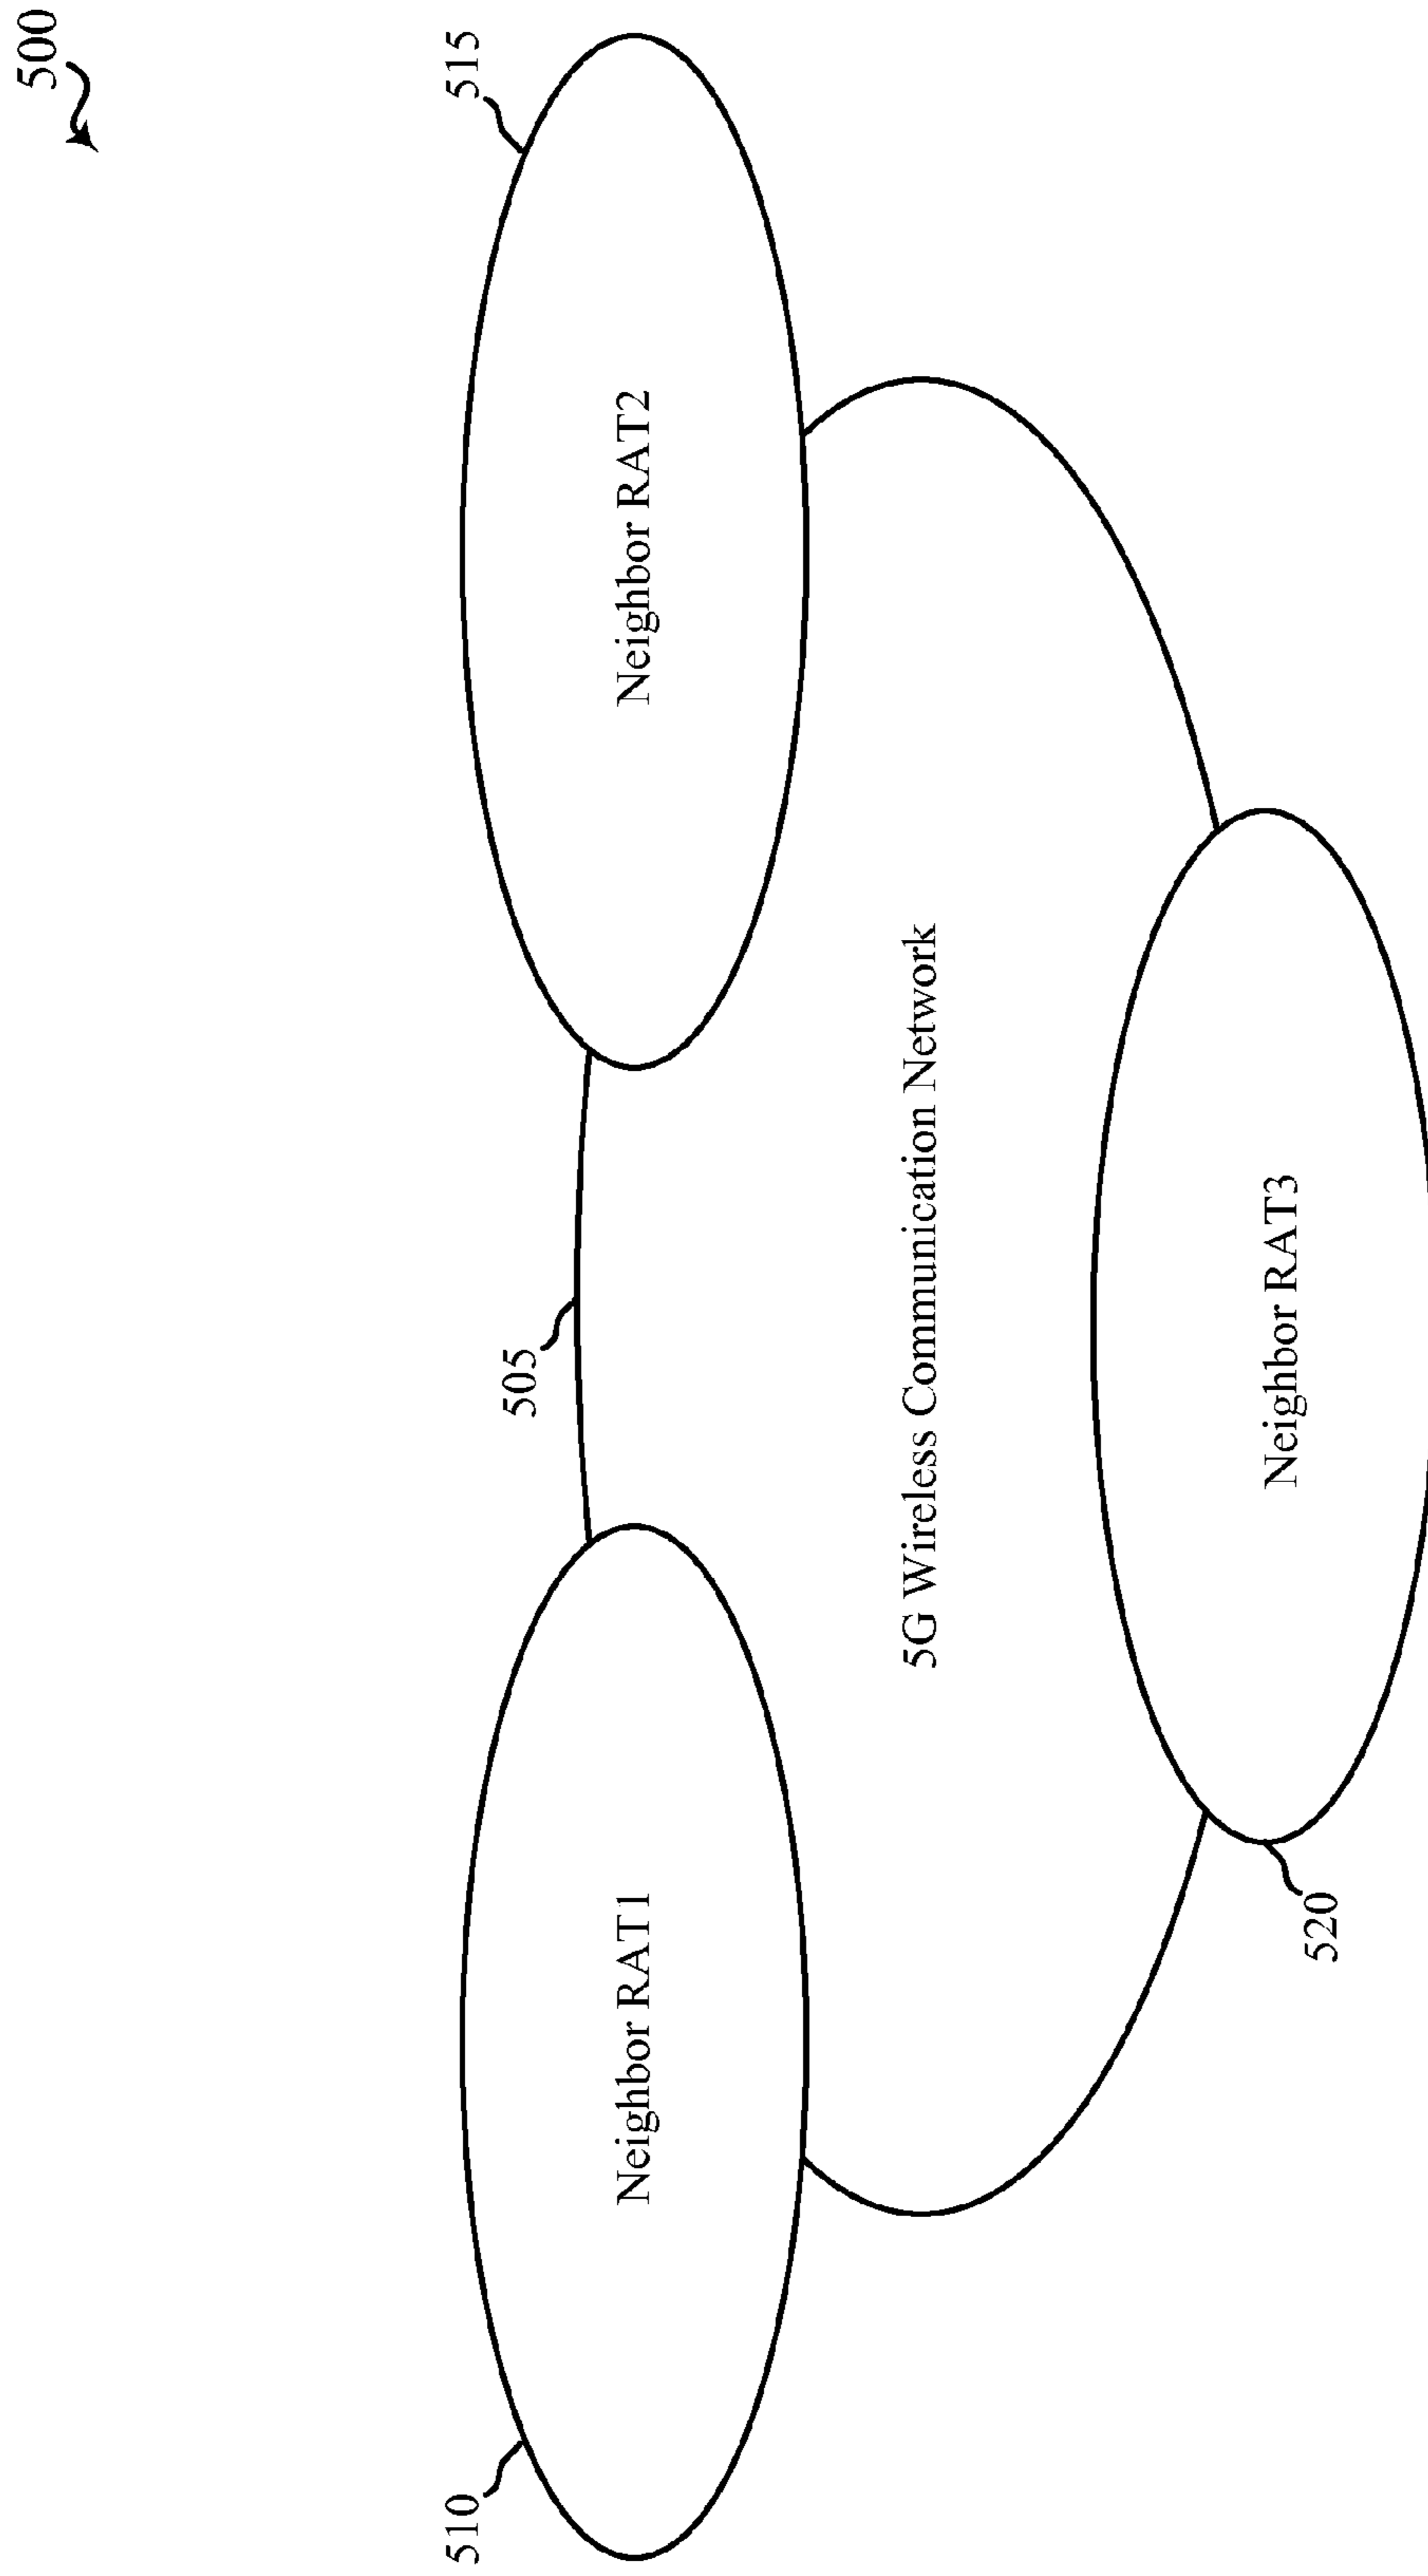 500
510
515
505
Neighbor RAT1
Neighbor RAT2
5G Wireless Communication Network
Neighbor RAT3
520